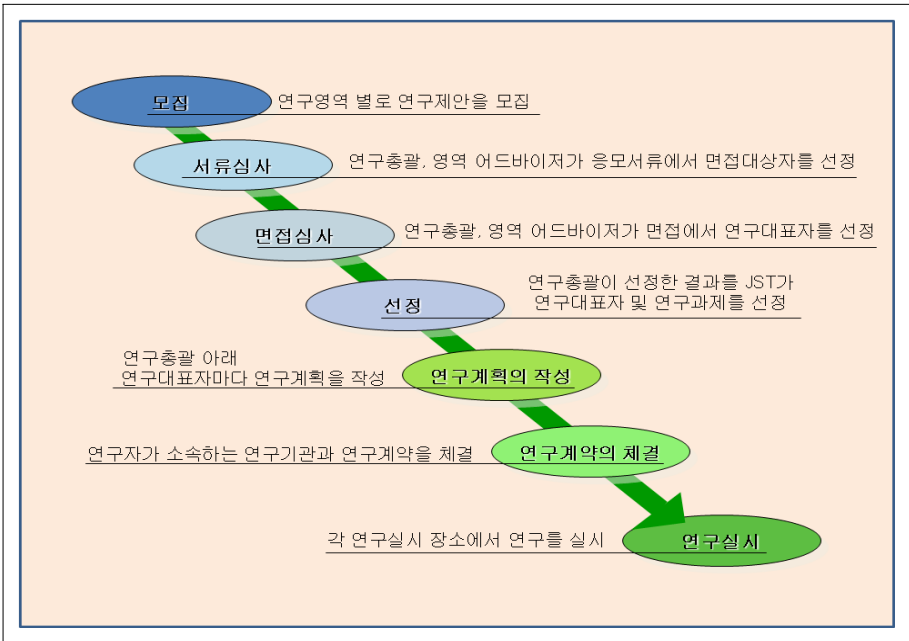 모집
연구영역 별로 연구제안을 모집
서류심사
연구총괄, 영역 어드바이저가 응모서류에서 면접대상자를 선정
면접심사
연구총괄, 영역 어드바이저가 면접에서 연구대표자를 선정
선정
연구총괄이 선정한 결과를 JST가
연구대표자 및 연구과제를 선정
연구총괄 아래
연구대표자마다 연구계획을 작성
연구계획의 작성
연구자가 소속하는 연구기관과 연구계약을 체결
연구계약의 체결
각 연구실시 장소에서 연구를 실시
연구실시